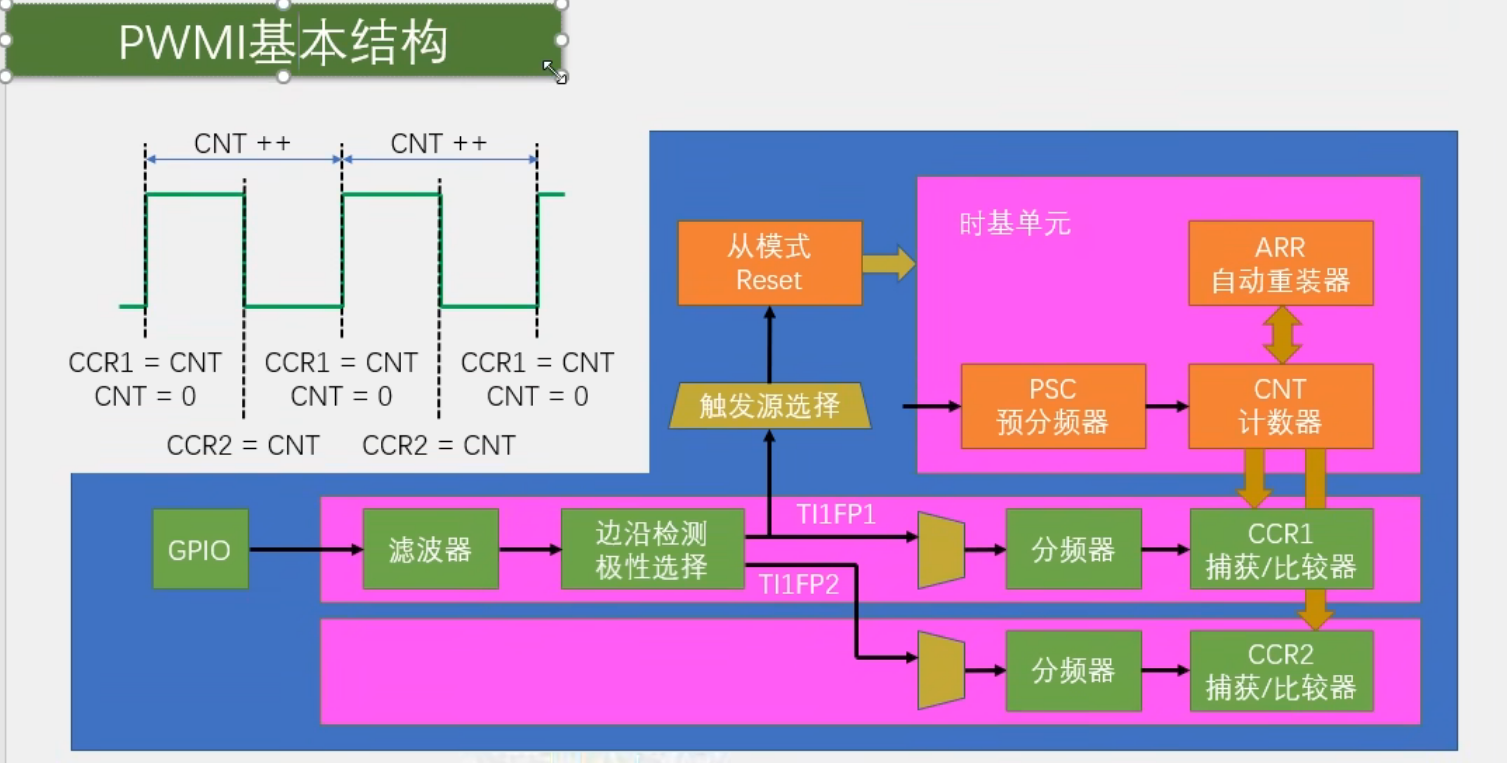 PWMI基本结构
CNT ++
CNT ++
CCR1 = CNT
CNT = 0
CCR1 = CNT
CNT = 0
CCR1 = CNT
CNT = 0
CCR2 = CNT
CCR2 = CNT
从模式
Reset
时基单元
ARR
自动重装器
触发源选择
PSC
预分频器
CNT
计数器
GPIO
滤波器
边沿检测
极性选择
TI1FP1
TI1FP2
分频器
CCR1
捕获/比较器
分频器
CCR2
捕获/比较器